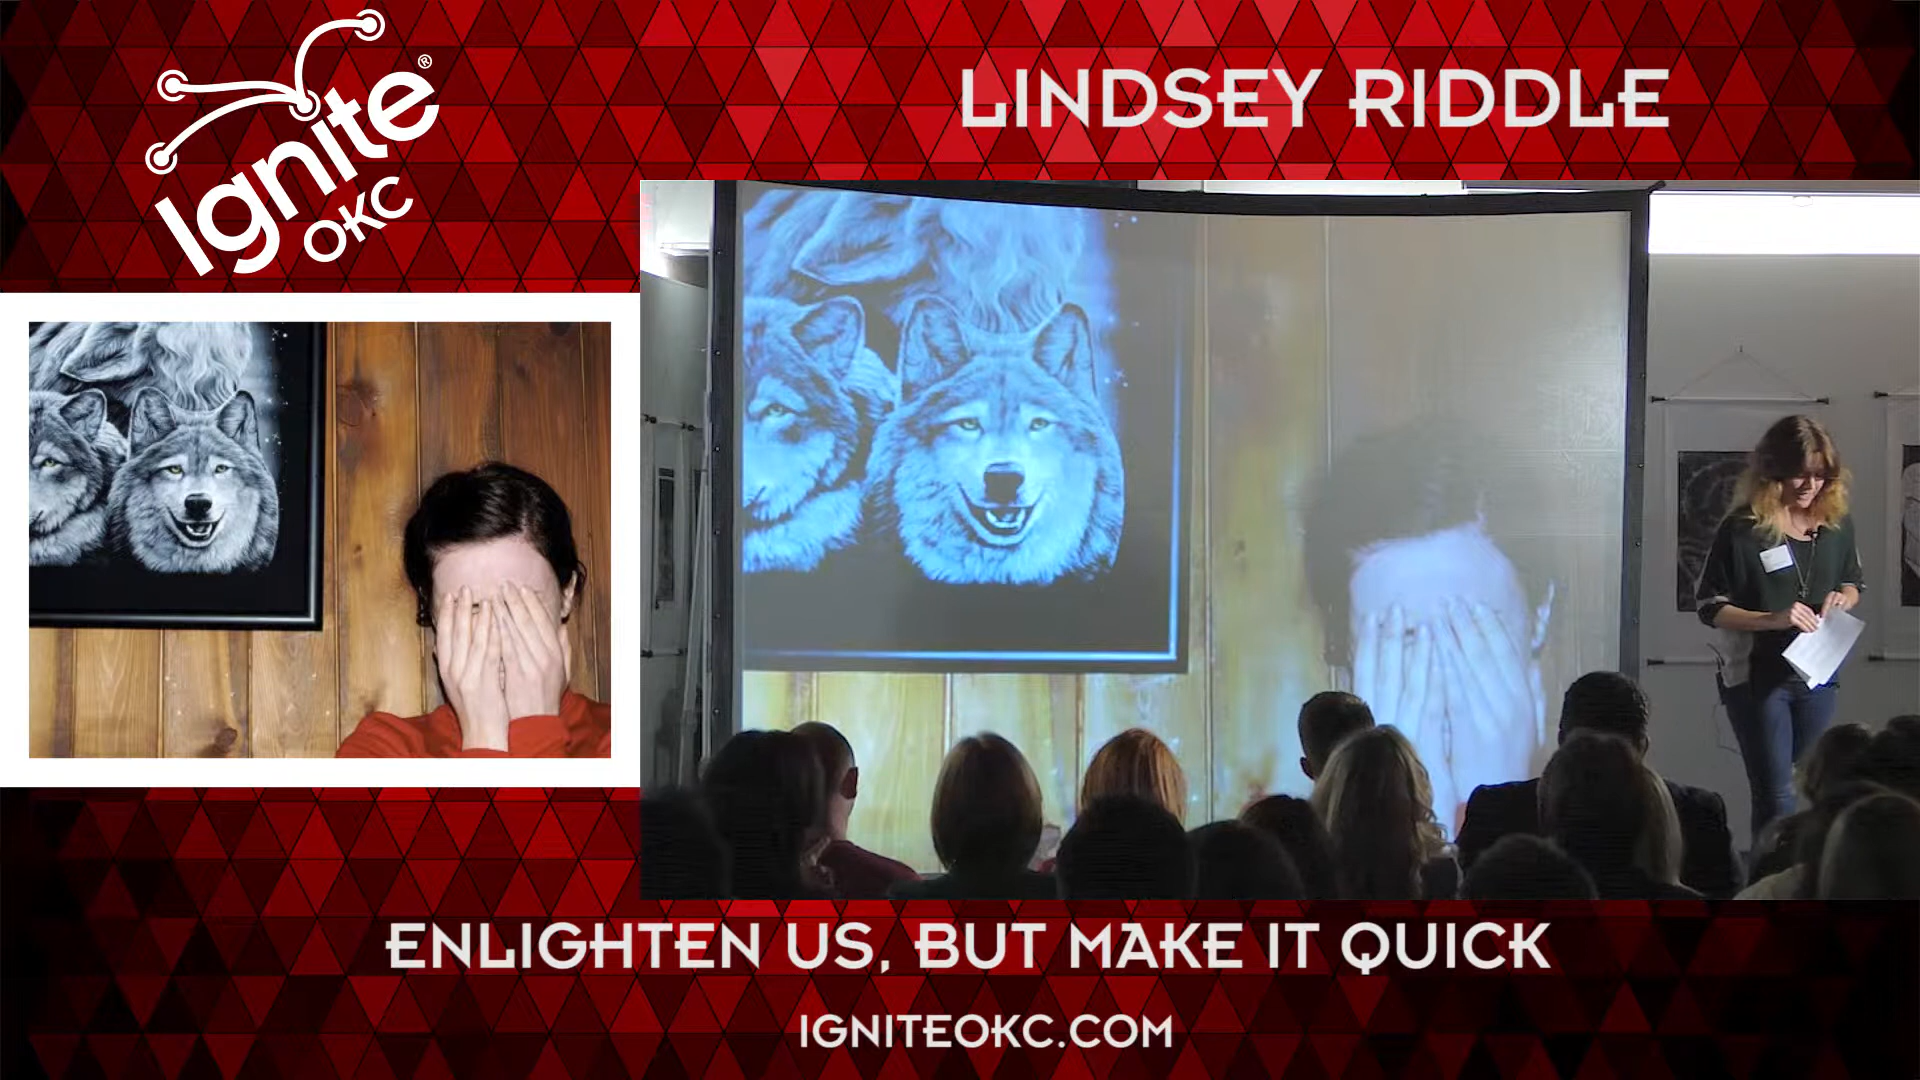 Ignite®
OKC
LINDSEY RIDDLE
ENLIGHTEN US, BUT MAKE IT QUICK
IGNITEOKC.COM